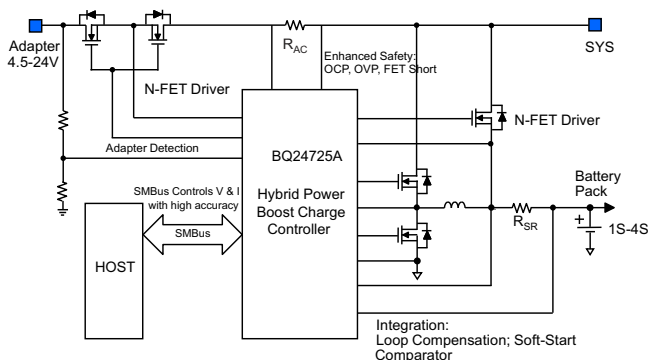 Adapter
4.5-24V
R_AC
SYS
Enhanced Safety:
OCP, OVP, FET Short
N-FET Driver
N-FET Driver
Adapter Detection
BQ24725A
Hybrid Power
Boost Charge
Controller
SMBus Controls V & I
with high accuracy
SMBus
HOST
Battery
Pack
R_SR
+
1S-4S
Integration:
Loop Compensation; Soft-Start
Comparator